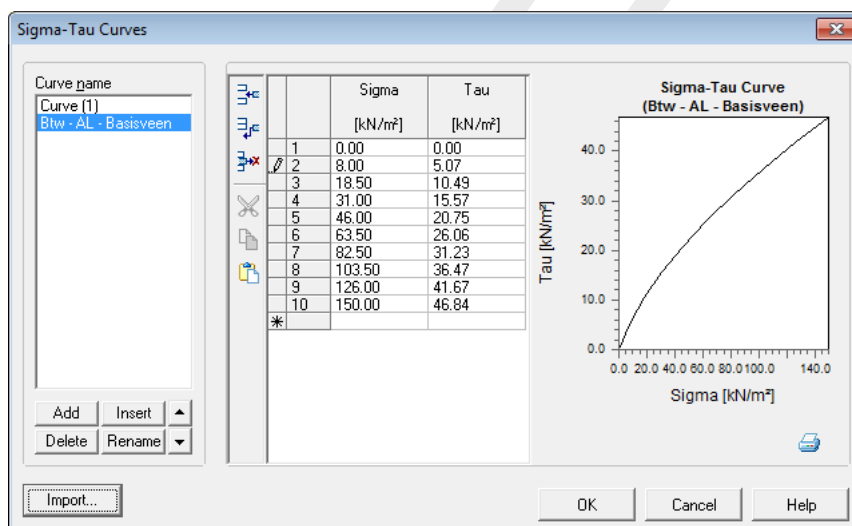 Sigma-Tau Curves
Curve name
Curve (1)
Btw - AL - Basisveen
Add Insert
Delete Rename
Import...
Sigma Tau
[kN/m²] [kN/m²]
1 0.00 0.00
2 8.00 5.07
3 18.50 10.49
4 31.00 15.57
5 46.00 20.75
6 63.50 26.06
7 82.50 31.23
8 103.50 36.47
9 126.00 41.67
10 150.00 46.84
Sigma-Tau Curve
(Btw - AL - Basisveen)
Tau [kN/m²]
40.0
30.0
20.0
10.0
0.0
0.0 20.0 40.0 60.0 80.0 100.0 140.0
Sigma [kN/m²]
OK Cancel Help